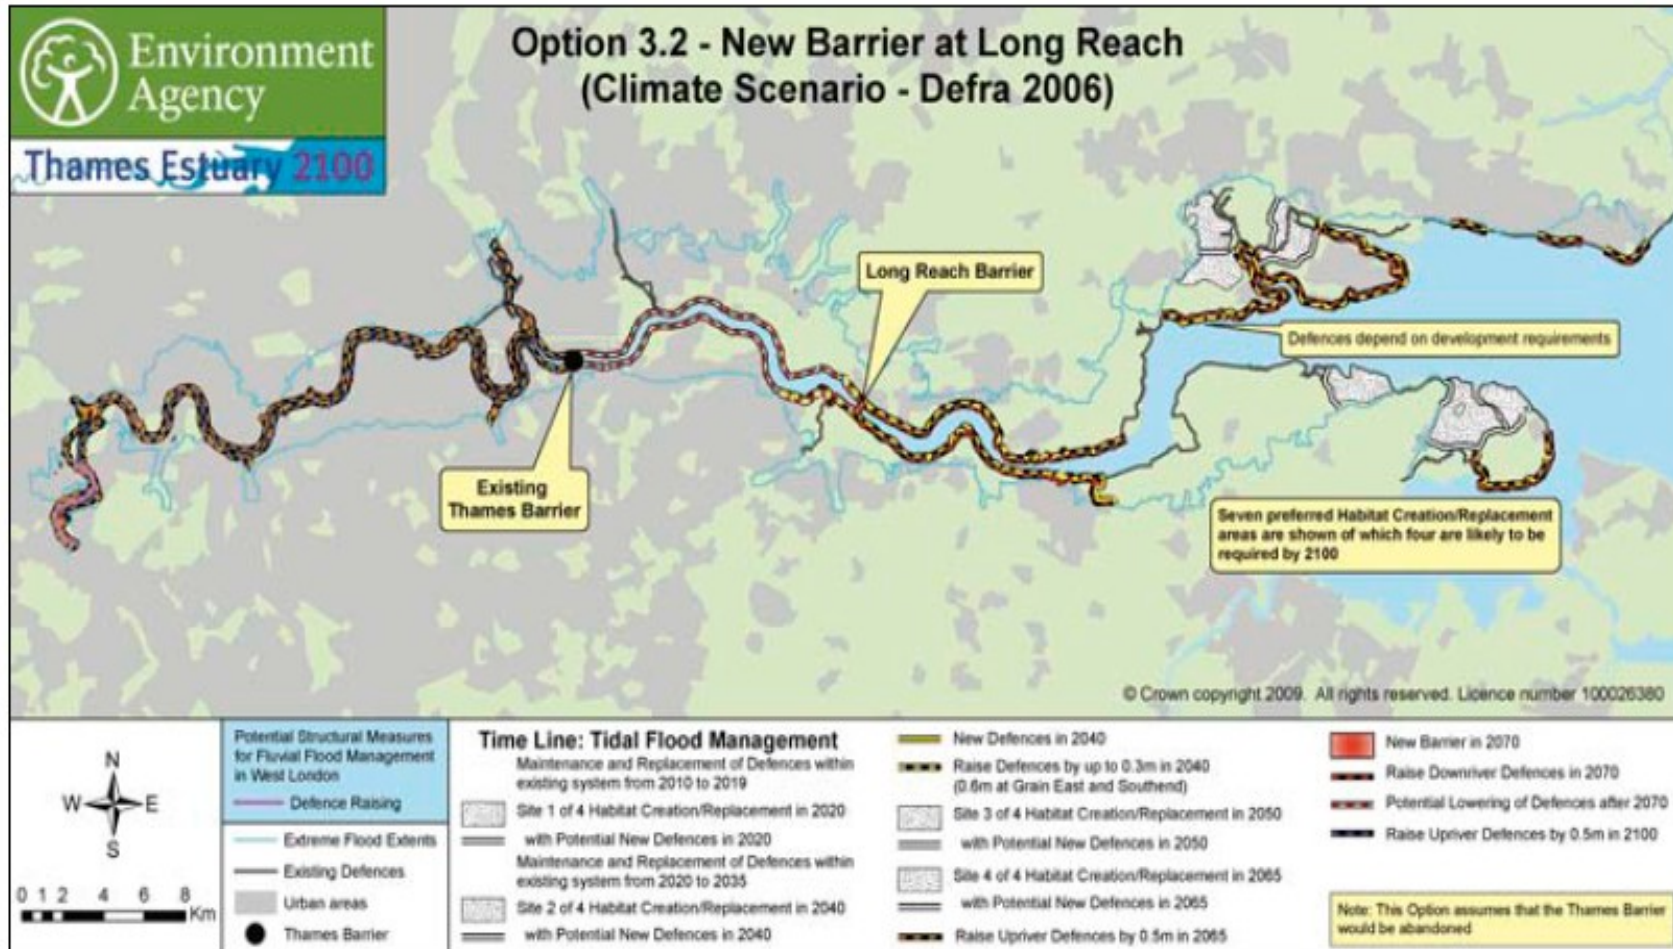 Environment
Agency
Thames Estuary 2100
Option 3.2 - New Barrier at Long Reach
(Climate Scenario - Defra 2006)
Long Reach Barrier
Defences depend on development requirements
Existing
Thames Barrier
Seven preferred Habitat Creation/Replacement
areas are shown of which four are likely to be
required by 2100
© Crown copyright 2009. All rights reserved. Licence number 100026380
N
W
E
S
0 1 2 4 6 8
Km
Potential Structural Measures
for Fluvial Flood Management
in West London
Defence Raising
Extreme Flood Extents
Existing Defences
Urban areas
Thames Barrier
Time Line: Tidal Flood Management
Maintenance and Replacement of Defences within
existing system from 2010 to 2019
Site 1 of 4 Habitat Creation/Replacement in 2020
with Potential New Defences in 2020
Maintenance and Replacement of Defences within
existing system from 2020 to 2035
Site 2 of 4 Habitat Creation/Replacement in 2040
with Potential New Defences in 2040
New Defences in 2040
Raise Defences by up to 0.3m in 2040
(0.6m at Grain East and Southend)
Site 3 of 4 Habitat Creation/Replacement in 2050
with Potential New Defences in 2050
Site 4 of 4 Habitat Creation/Replacement in 2065
with Potential New Defences in 2065
Raise Upriver Defences by 0.5m in 2065
New Barrier in 2070
Raise Downriver Defences in 2070
Potential Lowering of Defences after 2070
Raise Upriver Defences by 0.5m in 2100
Note: This Option assumes that the Thames Barrier
would be abandoned